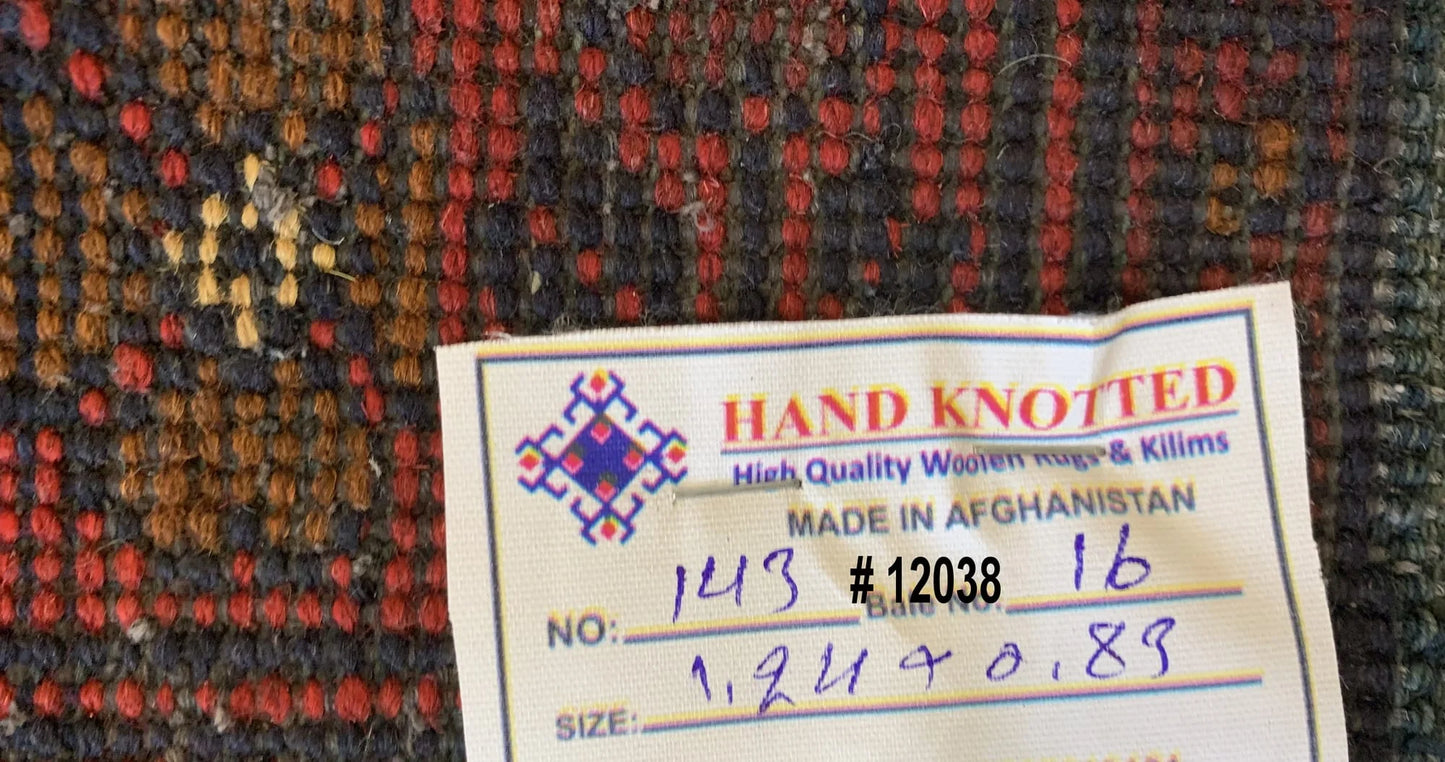 HAND KNOTTED
High Quality Woolen Rugs & Kilims
MADE IN AFGHANISTAN
NO: 143 # 12038 Bale No: 16
SIZE: 1.24 x 0.83